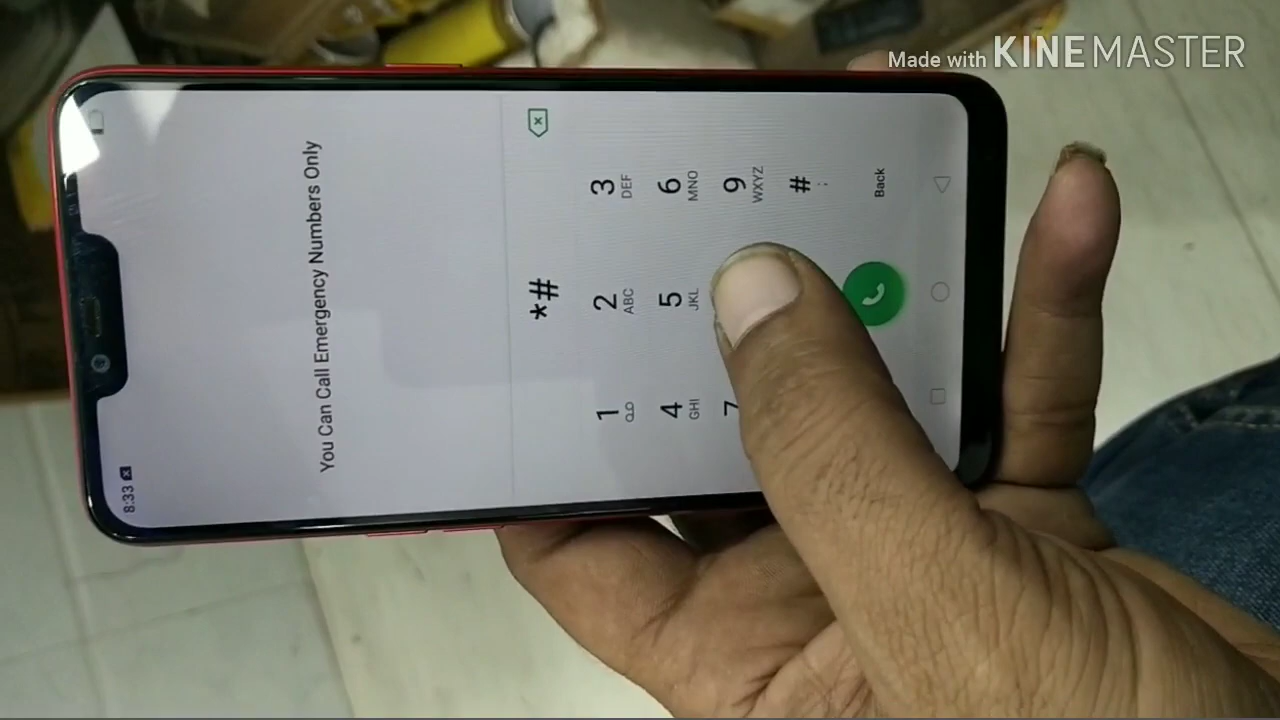 Made with KINEMASTER
8:33
You Can Call Emergency Numbers Only
*#
1
2 ABC
3 DEF
4 GHI
5 JKL
6 MNO
7
9 WXYZ
#
Back